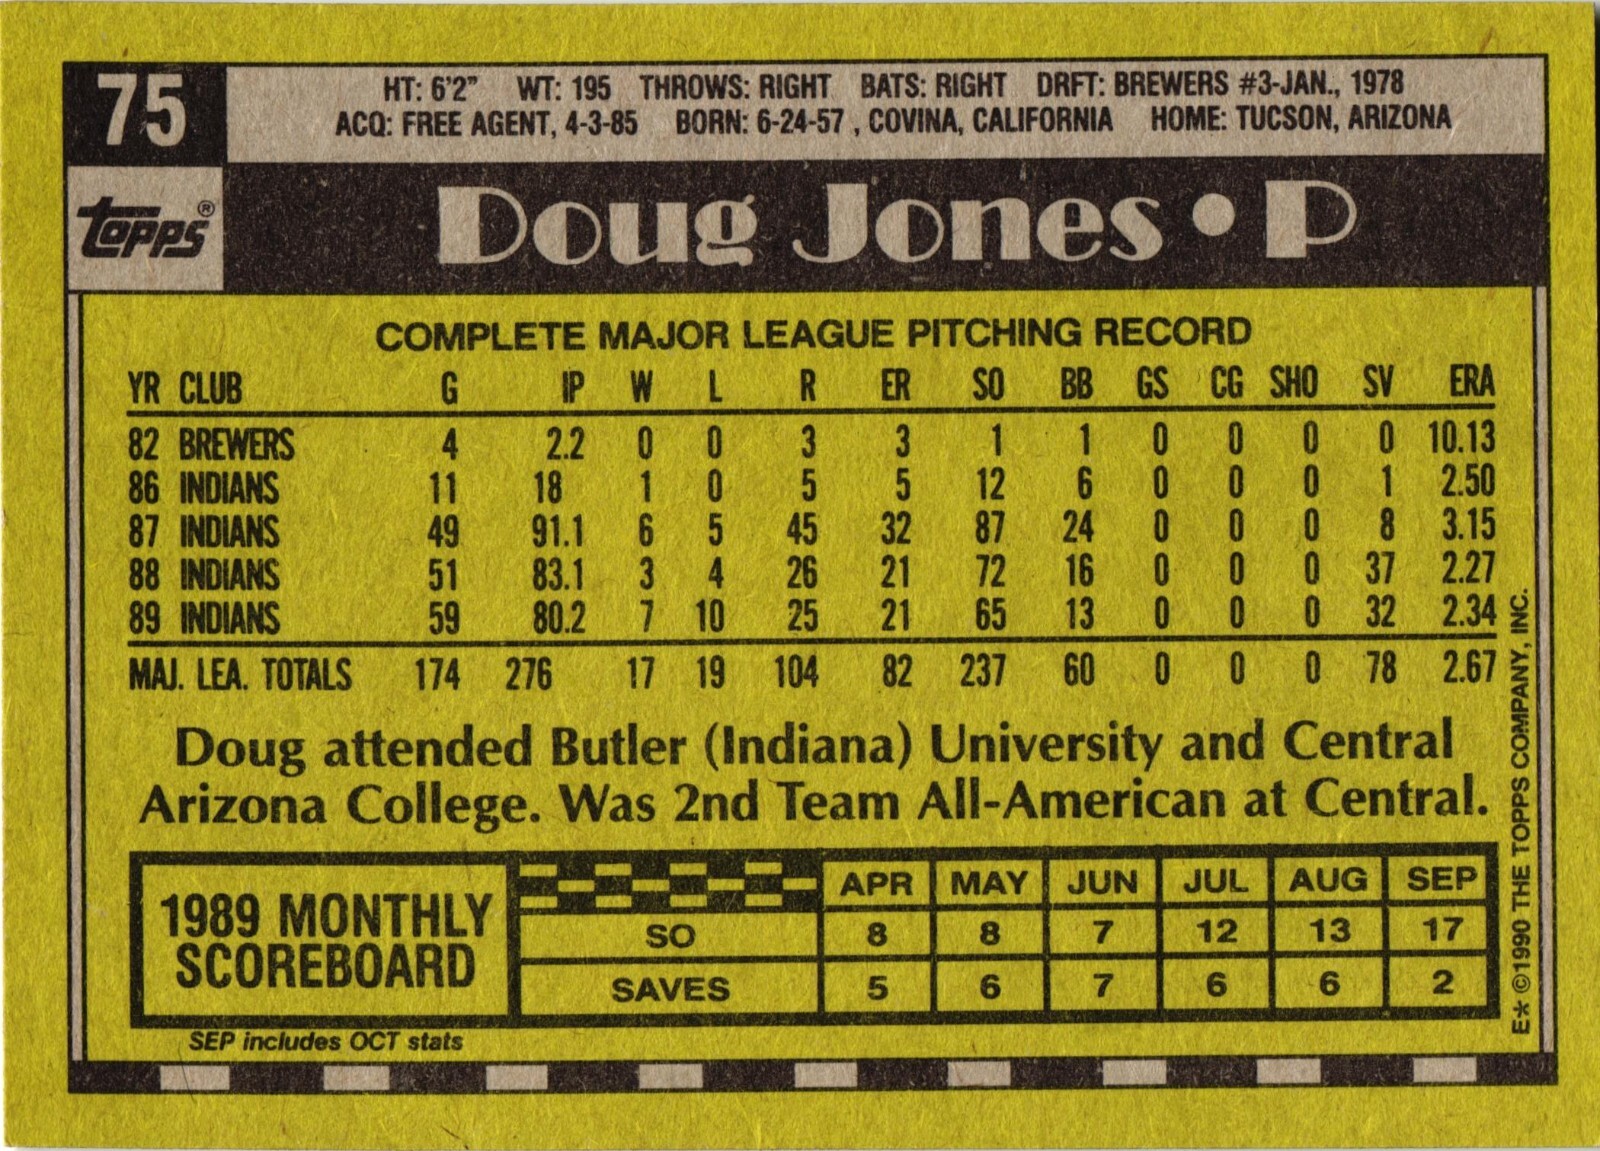 75
HT: 6'2" WT: 195 THROWS: RIGHT BATS: RIGHT DRFT: BREWERS #3-JAN., 1978
ACQ: FREE AGENT, 4-3-85 BORN: 6-24-57 , COVINA, CALIFORNIA HOME: TUCSON, ARIZONA
Topps®
Doug Jones • P
COMPLETE MAJOR LEAGUE PITCHING RECORD
YR CLUB G IP W L R ER SO BB GS CG SHO SV ERA
82 BREWERS 4 2.2 0 0 3 3 1 1 0 0 0 0 10.13
86 INDIANS 11 18 1 0 5 5 12 6 0 0 0 1 2.50
87 INDIANS 49 91.1 6 5 45 32 87 24 0 0 0 8 3.15
88 INDIANS 51 83.1 3 4 26 21 72 16 0 0 0 37 2.27
89 INDIANS 59 80.2 7 10 25 21 65 13 0 0 0 32 2.34
MAJ. LEA. TOTALS 174 276 17 19 104 82 237 60 0 0 0 78 2.67
Doug attended Butler (Indiana) University and Central
Arizona College. Was 2nd Team All-American at Central.
1989 MONTHLY
SCOREBOARD
APR MAY JUN JUL AUG SEP
SO 8 8 7 12 13 17
SAVES 5 6 7 6 6 2
SEP includes OCT stats
E* ©1990 THE TOPPS COMPANY, INC.